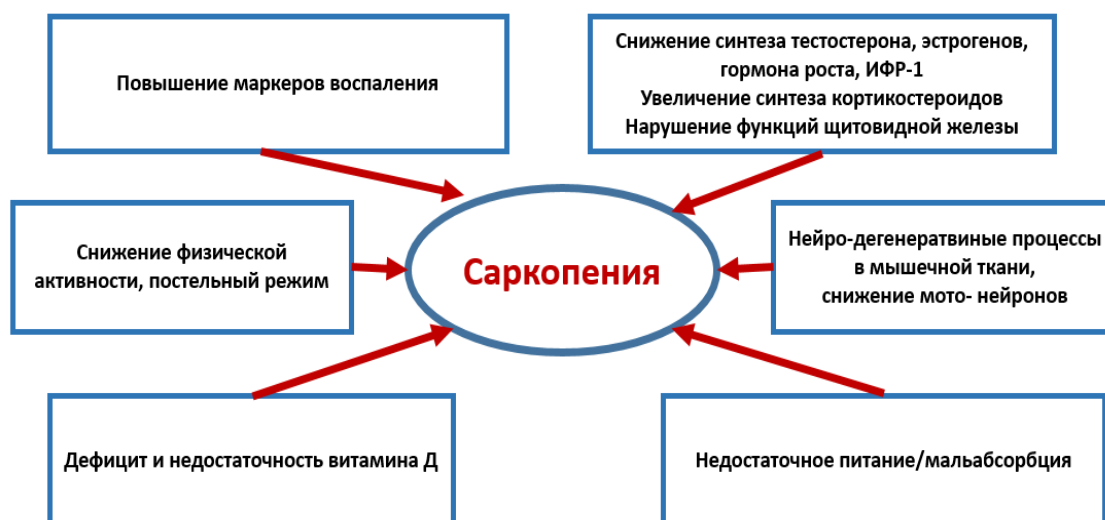 Повышение маркеров воспаления
Снижение синтеза тестостерона, эстрогенов,
гормона роста, ИФР-1
Увеличение синтеза кортикостероидов
Нарушение функций щитовидной железы
Снижение физической
активности, постельный режим
Саркопения
Нейро-дегенератвиные процессы
в мышечной ткани,
снижение мото- нейронов
Дефицит и недостаточность витамина Д
Недостаточное питание/мальабсорбция